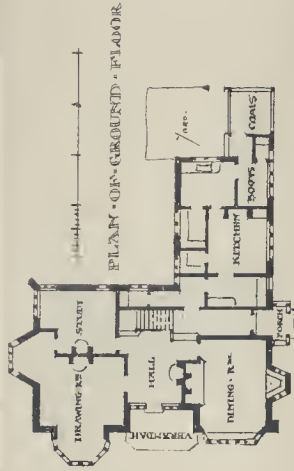 PLAN · OF · GROUND · FLOOR
YARD·
COALS
BOOTS
KITCHEN
STUDY
DRAWING· RM
HALL
VERANDAH
DINING · RM·
PORCH